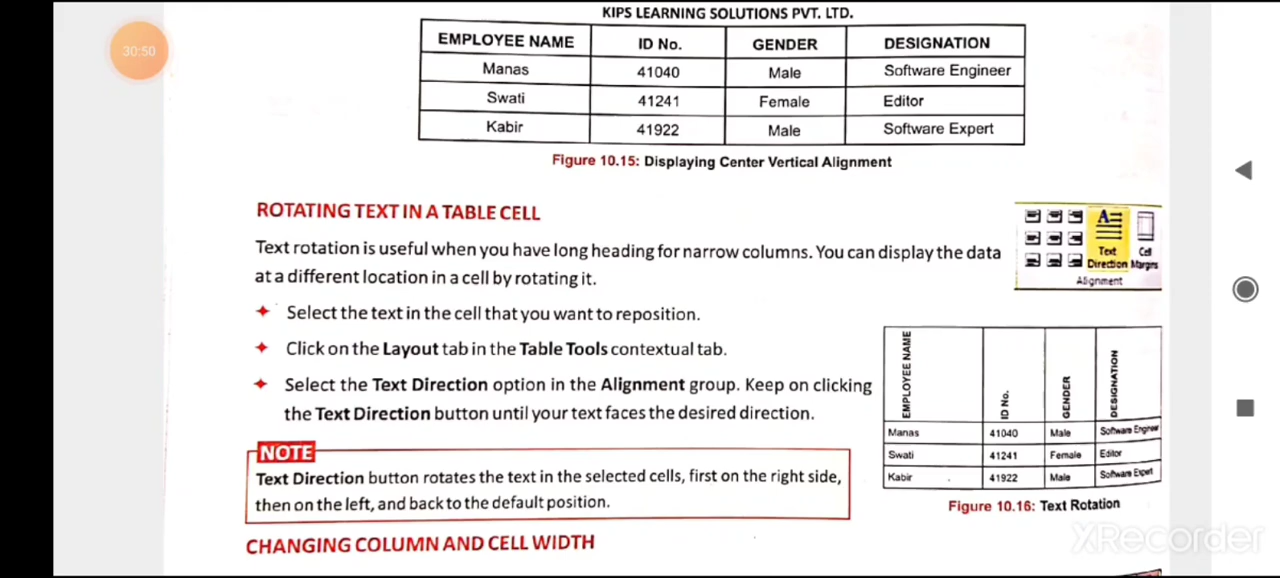 30:50
KIPS LEARNING SOLUTIONS PVT. LTD.
EMPLOYEE NAME ID No. GENDER DESIGNATION
Manas 41040 Male Software Engineer
Swati 41241 Female Editor
Kabir 41922 Male Software Expert
Figure 10.15: Displaying Center Vertical Alignment
ROTATING TEXT IN A TABLE CELL
Text rotation is useful when you have long heading for narrow columns. You can display the data
at a different location in a cell by rotating it.
Select the text in the cell that you want to reposition.
Click on the Layout tab in the Table Tools contextual tab.
Select the Text Direction option in the Alignment group. Keep on clicking
the Text Direction button until your text faces the desired direction.
NOTE
Text Direction button rotates the text in the selected cells, first on the right side,
then on the left, and back to the default position.
CHANGING COLUMN AND CELL WIDTH
A
Text Cell
Direction Margins
Alignment
EMPLOYEE NAME ID No. GENDER DESIGNATION
Manas 41040 Male Software Engineer
Swati 41241 Female Editor
Kabir 41922 Male Software Expert
Figure 10.16: Text Rotation
XRecorder